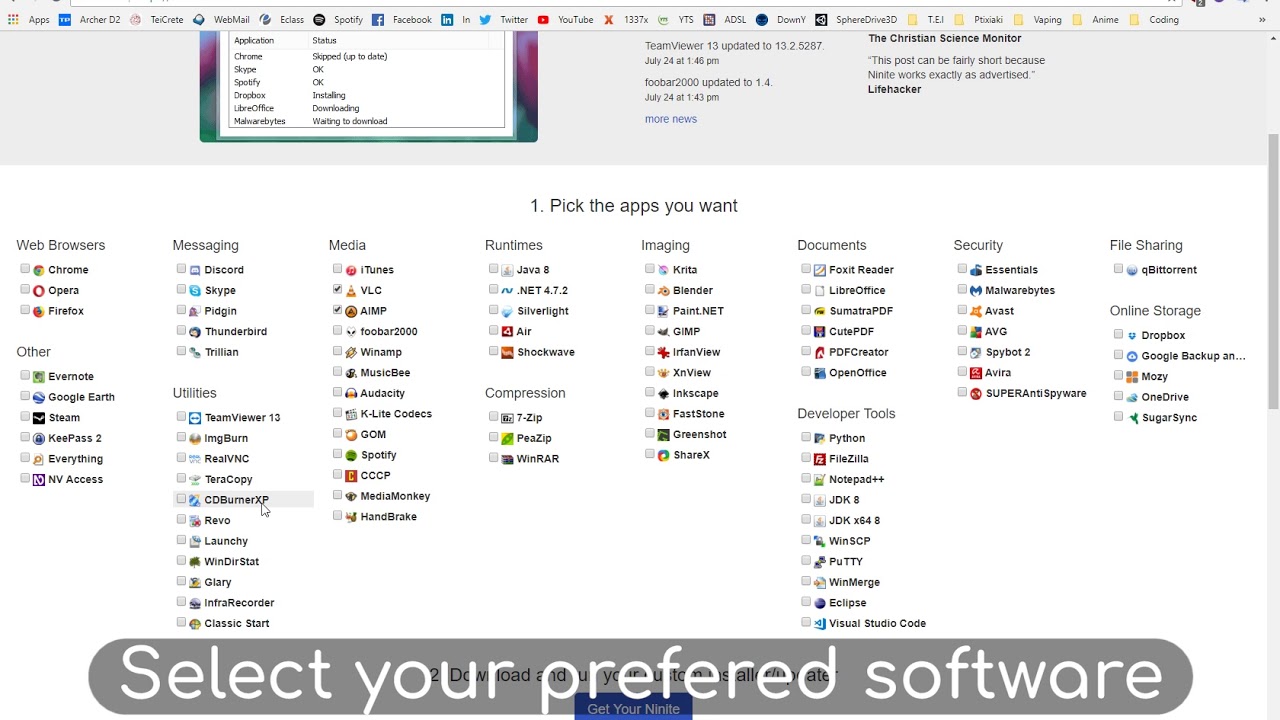 Apps Archer D2 TeiCrete WebMail Eclass Spotify Facebook In Twitter YouTube 1337x YTS ADSL DownY SphereDrive3D T.E.I Ptixiaki Vaping Anime Coding »
Application Status
Chrome Skipped (up to date)
Skype OK
Spotify OK
Dropbox Installing
LibreOffice Downloading
Malwarebytes Waiting to download
TeamViewer 13 updated to 13.2.5287.
July 24 at 1:46 pm
foobar2000 updated to 1.4.
July 24 at 1:43 pm
more news
The Christian Science Monitor
“This post can be fairly short because
Ninite works exactly as advertised.”
Lifehacker
1. Pick the apps you want
Web Browsers
Chrome
Opera
Firefox
Other
Evernote
Google Earth
Steam
KeePass 2
Everything
NV Access
Messaging
Discord
Skype
Pidgin
Thunderbird
Trillian
Utilities
TeamViewer 13
ImgBurn
RealVNC
TeraCopy
CDBurnerXP
Revo
Launchy
WinDirStat
Glary
InfraRecorder
Classic Start
Media
iTunes
VLC
AIMP
foobar2000
Winamp
MusicBee
Audacity
K-Lite Codecs
GOM
Spotify
CCCP
MediaMonkey
HandBrake
Runtimes
Java 8
.NET 4.7.2
Silverlight
Air
Shockwave
Compression
7-Zip
PeaZip
WinRAR
Imaging
Krita
Blender
Paint.NET
GIMP
IrfanView
XnView
Inkscape
FastStone
Greenshot
ShareX
Documents
Foxit Reader
LibreOffice
SumatraPDF
CutePDF
PDFCreator
OpenOffice
Developer Tools
Python
FileZilla
Notepad++
JDK 8
JDK x64 8
WinSCP
PuTTY
WinMerge
Eclipse
Visual Studio Code
Security
Essentials
Malwarebytes
Avast
AVG
Spybot 2
Avira
SUPERAntiSpyware
File Sharing
qBittorrent
Online Storage
Dropbox
Google Backup an...
Mozy
OneDrive
SugarSync
2. Download and run your custom installer/updater
Select your prefered software
Get Your Ninite